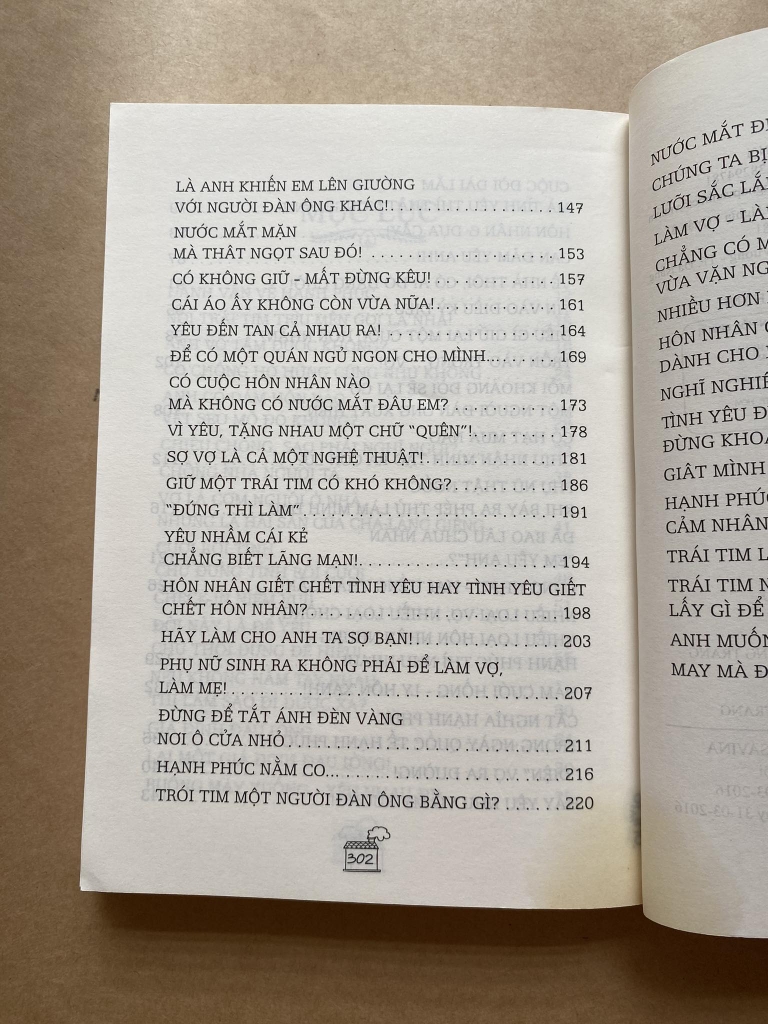 LÀ ANH KHIẾN EM LÊN GIƯỜNG
VỚI NGƯỜI ĐÀN ÔNG KHÁC! 147
NƯỚC MẮT MẶN
MÀ THẬT NGỌT SAU ĐÓ! 153
CÓ KHÔNG GIỮ - MẤT ĐỪNG KÊU! 157
CÁI ÁO ẤY KHÔNG CÒN VỪA NỮA! 161
YÊU ĐẾN TAN CẢ NHAU RA! 164
ĐỂ CÓ MỘT QUÁN NGỦ NGON CHO MÌNH... 169
CÓ CUỘC HÔN NHÂN NÀO
MÀ KHÔNG CÓ NƯỚC MẮT ĐÂU EM? 173
VÌ YÊU, TẶNG NHAU MỘT CHỮ “QUÊN”! 178
SỢ VỢ LÀ CẢ MỘT NGHỆ THUẬT! 181
GIỮ MỘT TRÁI TIM CÓ KHÓ KHÔNG? 186
“ĐÚNG THÌ LÀM” 191
YÊU NHẦM CÁI KẺ
CHẲNG BIẾT LÃNG MẠN! 194
HÔN NHÂN GIẾT CHẾT TÌNH YÊU HAY TÌNH YÊU GIẾT
CHẾT HÔN NHÂN? 198
HÃY LÀM CHO ANH TA SỢ BẠN! 203
PHỤ NỮ SINH RA KHÔNG PHẢI ĐỂ LÀM VỢ,
LÀM MẸ! 207
ĐỪNG ĐỂ TẮT ÁNH ĐÈN VÀNG
NƠI Ô CỬA NHỎ 211
HẠNH PHÚC NẰM CO... 216
TRÓI TIM MỘT NGƯỜI ĐÀN ÔNG BẰNG GÌ? 220
302
NƯỚC MẮT
CHÚNG TA BỊ
LƯỠI SẮC
LÀM VỢ -
CHẲNG CÓ
VỪA VẶN
NHIỀU HƠN
HÔN NHÂN
DÀNH CHO
NGHĨ
TÌNH YÊU
ĐỪNG
GIẬT MÌNH
HẠNH PHÚC
CẢM NHẬN
TRÁI TIM
TRÁI TIM
LẤY GÌ ĐỂ
ANH MUỐN
MAY MÀ